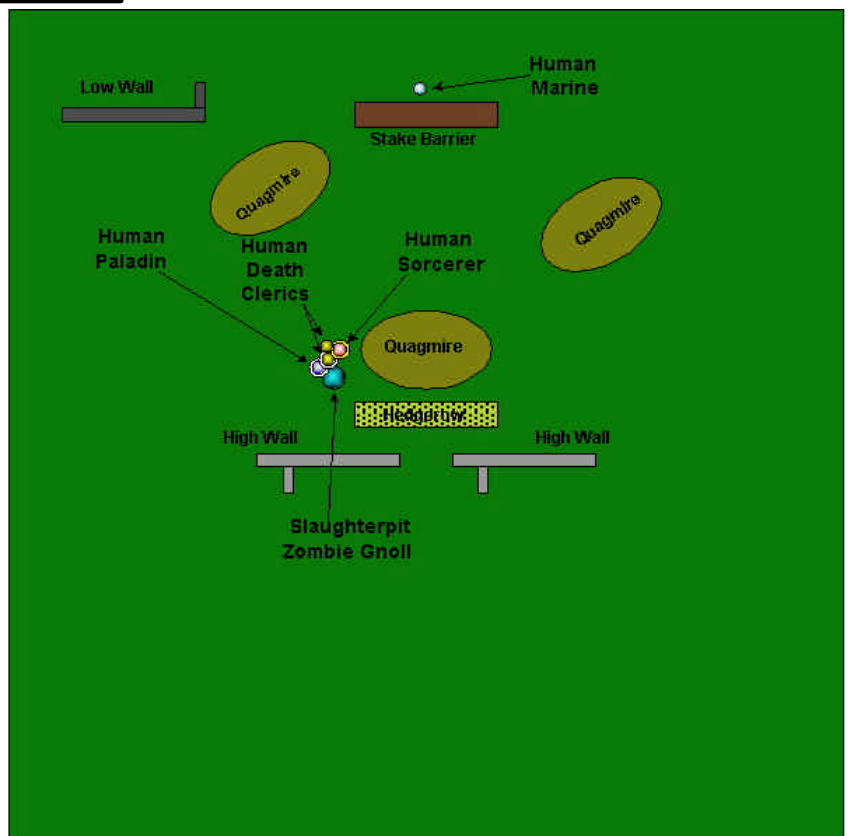 Human
Marine
Low Wall
Stake Barrier
Quagmire
Quagmire
Human
Paladin
Human
Death
Clerics
Human
Sorcerer
Quagmire
Hedgerow
High Wall
High Wall
Slaughterpit
Zombie Gnoll